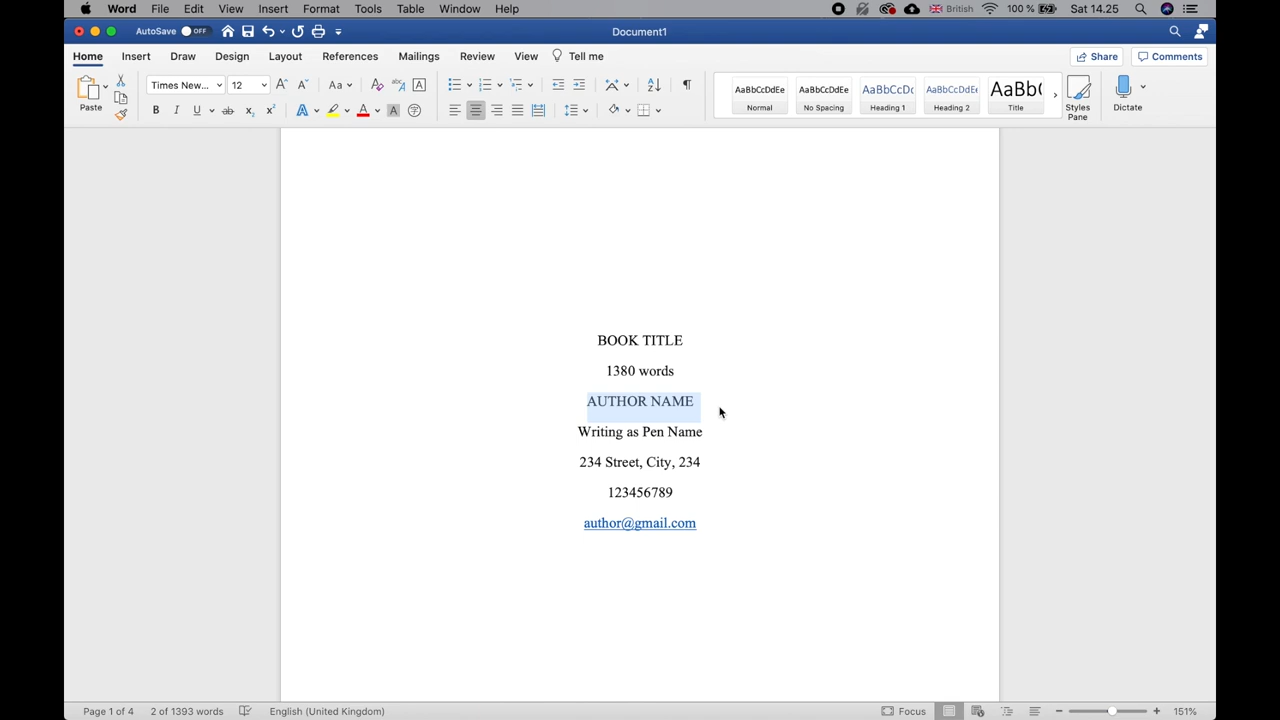 Word File Edit View Insert Format Tools Table Window Help British 100 % Sat 14.25
AutoSave OFF Document1
Home Insert Draw Design Layout References Mailings Review View Tell me Share Comments
Paste Times New... 12 Aa AaBbCcDdEe AaBbCcDdEe AaBbCcDc AaBbCcDdEe AaBb( Styles Pane Dictate
Normal No Spacing Heading 1 Heading 2 Title
BOOK TITLE
1380 words
AUTHOR NAME
Writing as Pen Name
234 Street, City, 234
123456789
author@gmail.com
Page 1 of 4 2 of 1393 words English (United Kingdom) Focus 151%